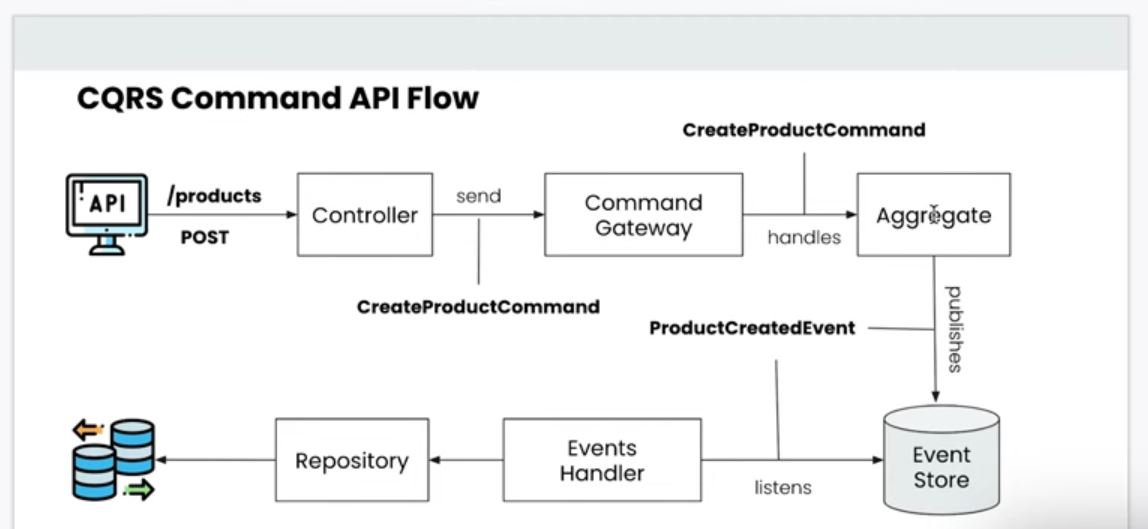 CQRS Command API Flow
CreateProductCommand
API
/products
POST
Controller
send
Command
Gateway
handles
Aggregate
CreateProductCommand
ProductCreatedEvent
publishes
Repository
Events
Handler
listens
Event
Store